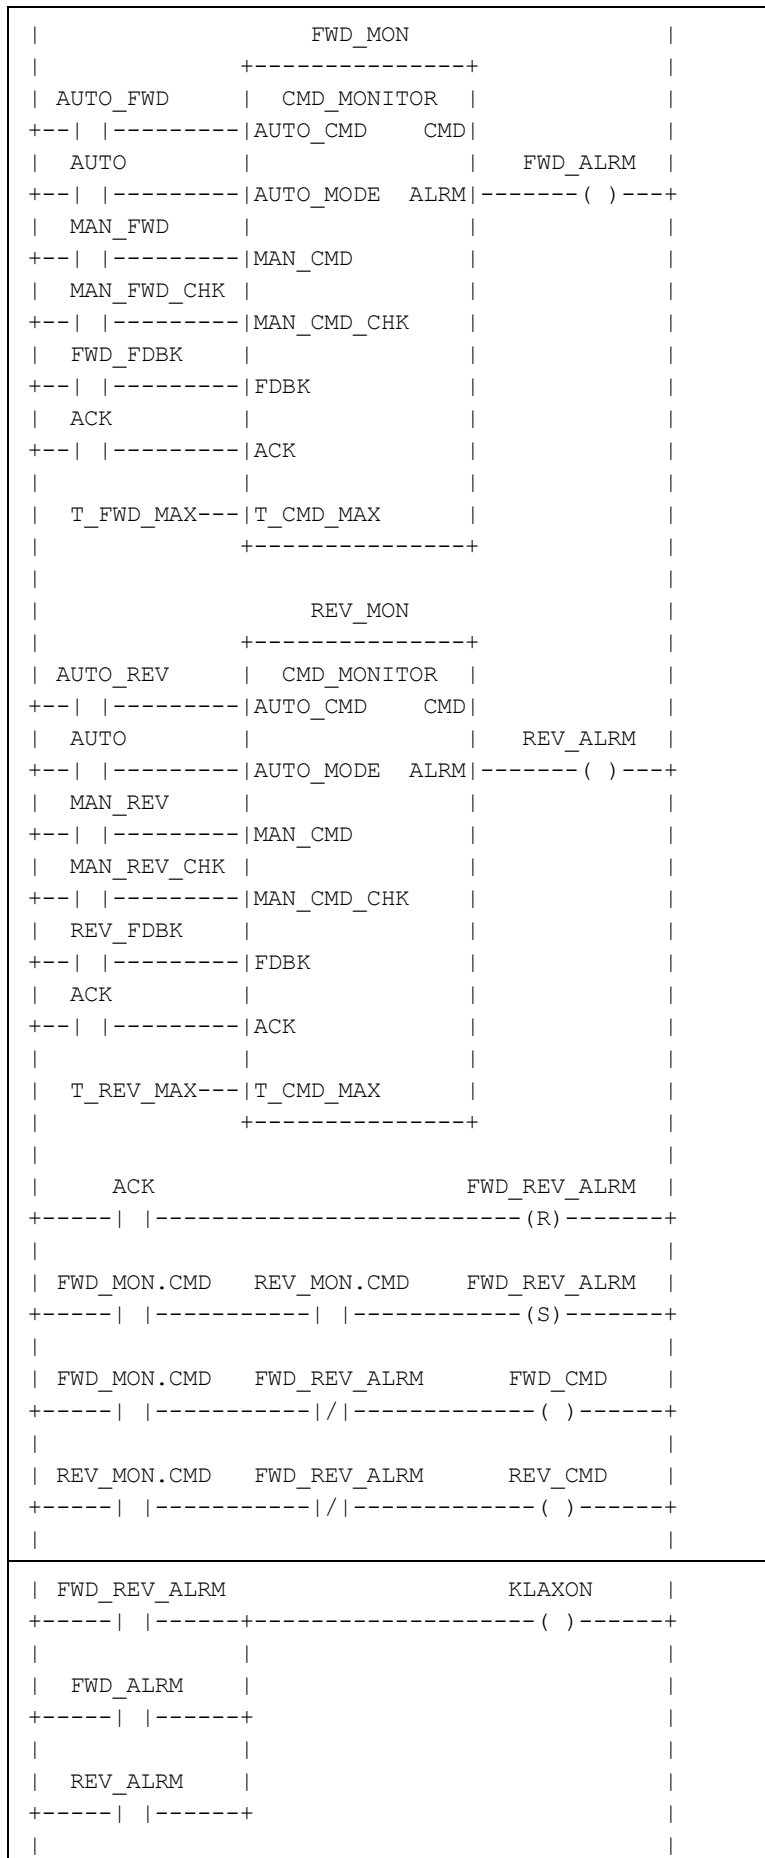 |                 FWD_MON                    |
|           +---------------+                |
| AUTO_FWD  |  CMD_MONITOR  |                |
+--| |---------|AUTO_CMD    CMD|             |
|  AUTO        |               |  FWD_ALRM   |
+--| |---------|AUTO_MODE  ALRM|-------( )---+
|  MAN_FWD     |               |             |
+--| |---------|MAN_CMD        |             |
|  MAN_FWD_CHK |               |             |
+--| |---------|MAN_CMD_CHK    |             |
|  FWD_FDBK    |               |             |
+--| |---------|FDBK           |             |
|  ACK         |               |             |
+--| |---------|ACK            |             |
|              |               |             |
|  T_FWD_MAX---|T_CMD_MAX      |             |
|              +---------------+             |
|                                            |
|                 REV_MON                    |
|              +---------------+             |
| AUTO_REV     |  CMD_MONITOR  |             |
+--| |---------|AUTO_CMD    CMD|             |
|  AUTO        |               |  REV_ALRM   |
+--| |---------|AUTO_MODE  ALRM|-------( )---+
|  MAN_REV     |               |             |
+--| |---------|MAN_CMD        |             |
|  MAN_REV_CHK |               |             |
+--| |---------|MAN_CMD_CHK    |             |
|  REV_FDBK    |               |             |
+--| |---------|FDBK           |             |
|  ACK         |               |             |
+--| |---------|ACK            |             |
|              |               |             |
|  T_REV_MAX---|T_CMD_MAX      |             |
|              +---------------+             |
|                                            |
|     ACK                      FWD_REV_ALRM  |
+-----| |--------------------------(R)-------+
|                                            |
| FWD_MON.CMD  REV_MON.CMD    FWD_REV_ALRM   |
+-----| |-----------| |------------(S)-------+
|                                            |
| FWD_MON.CMD  FWD_REV_ALRM      FWD_CMD     |
+-----| |-----------|/|-------------( )------+
|                                            |
| REV_MON.CMD  FWD_REV_ALRM      REV_CMD     |
+-----| |-----------|/|-------------( )------+
|                                            |
| FWD_REV_ALRM                   KLAXON      |
+-----| |------+--------------------( )------+
|              |                             |
|  FWD_ALRM    |                             |
+-----| |------+                             |
|              |                             |
|  REV_ALRM    |                             |
+-----| |------+                             |
|                                            |